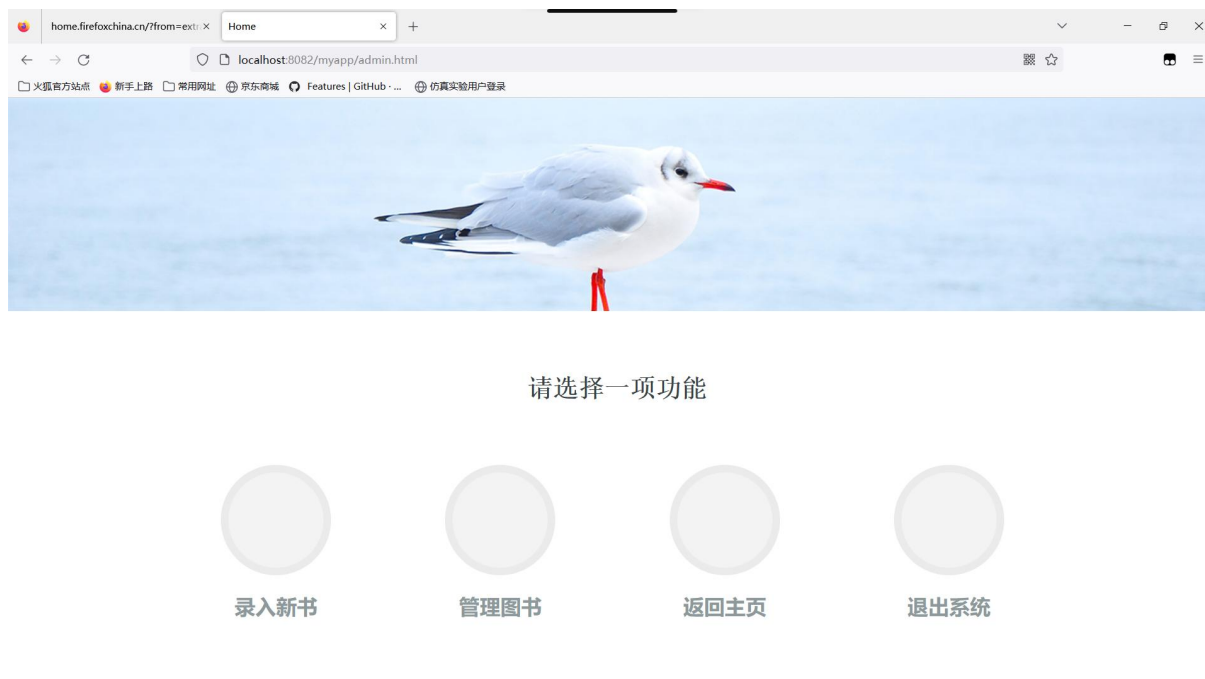 home.firefoxchina.cn/?from=extr
Home
localhost:8082/myapp/admin.html
火狐官方站点 新手上路 常用网址 京东商城 Features | GitHub · ... 仿真实验用户登录
请选择一项功能
录入新书 管理图书 返回主页 退出系统